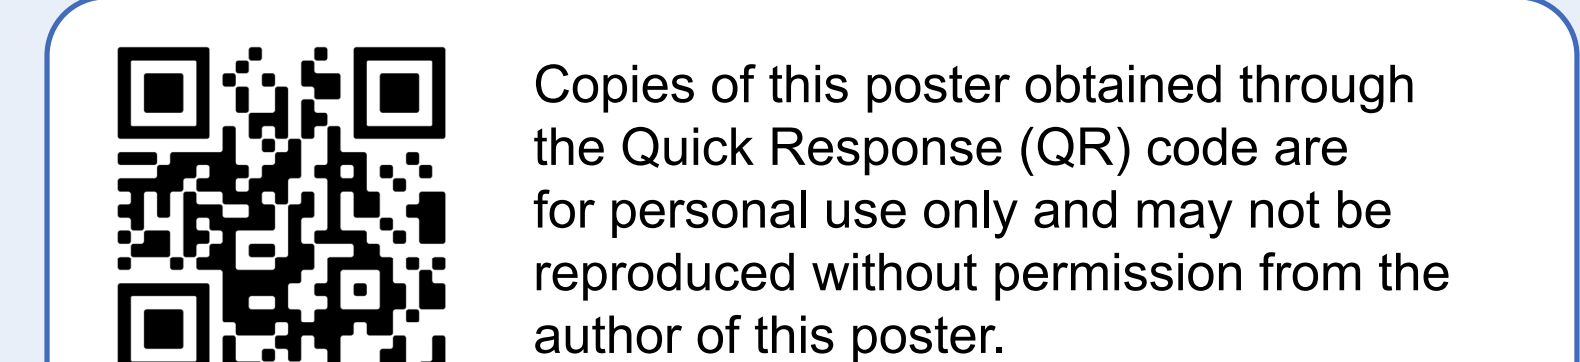 Copies of this poster obtained through
the Quick Response (QR) code are
for personal use only and may not be
reproduced without permission from the
author of this poster.